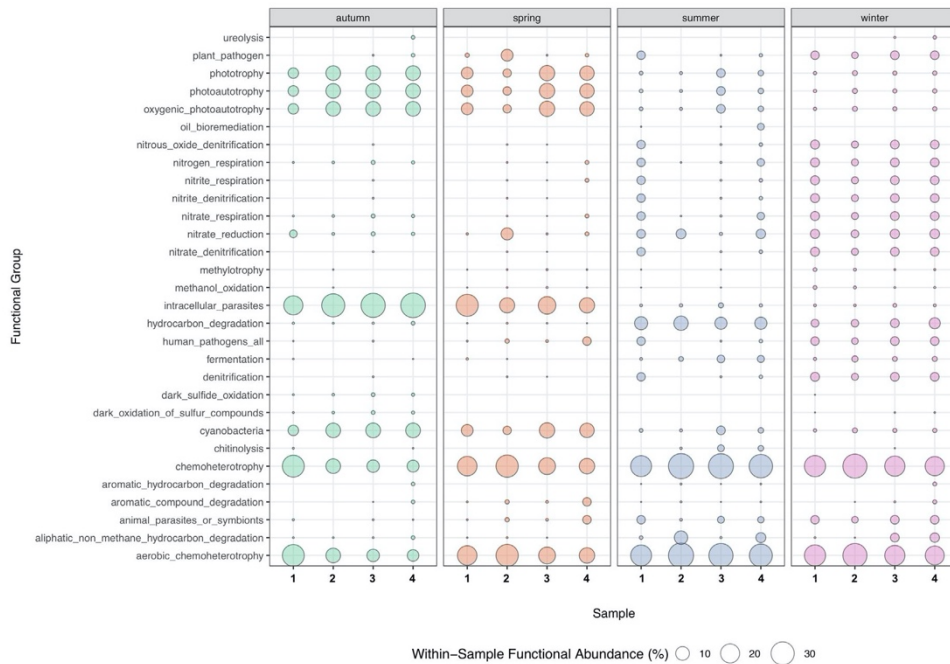 autumn spring summer winter
ureolysis
plant_pathogen
phototrophy
photoautotrophy
oxygenic_photoautotrophy
oil_bioremediation
nitrous_oxide_denitrification
nitrogen_respiration
nitrite_respiration
nitrite_denitrification
nitrate_respiration
nitrate_reduction
nitrate_denitrification
methylotrophy
methanol_oxidation
intracellular_parasites
hydrocarbon_degradation
human_pathogens_all
fermentation
denitrification
dark_sulfide_oxidation
dark_oxidation_of_sulfur_compounds
cyanobacteria
chitinolysis
chemoheterotrophy
aromatic_hydrocarbon_degradation
aromatic_compound_degradation
animal_parasites_or_symbionts
aliphatic_non_methane_hydrocarbon_degradation
aerobic_chemoheterotrophy
Functional Group
1 2 3 4 1 2 3 4 1 2 3 4 1 2 3 4
Sample
Within−Sample Functional Abundance (%) 10 20 30